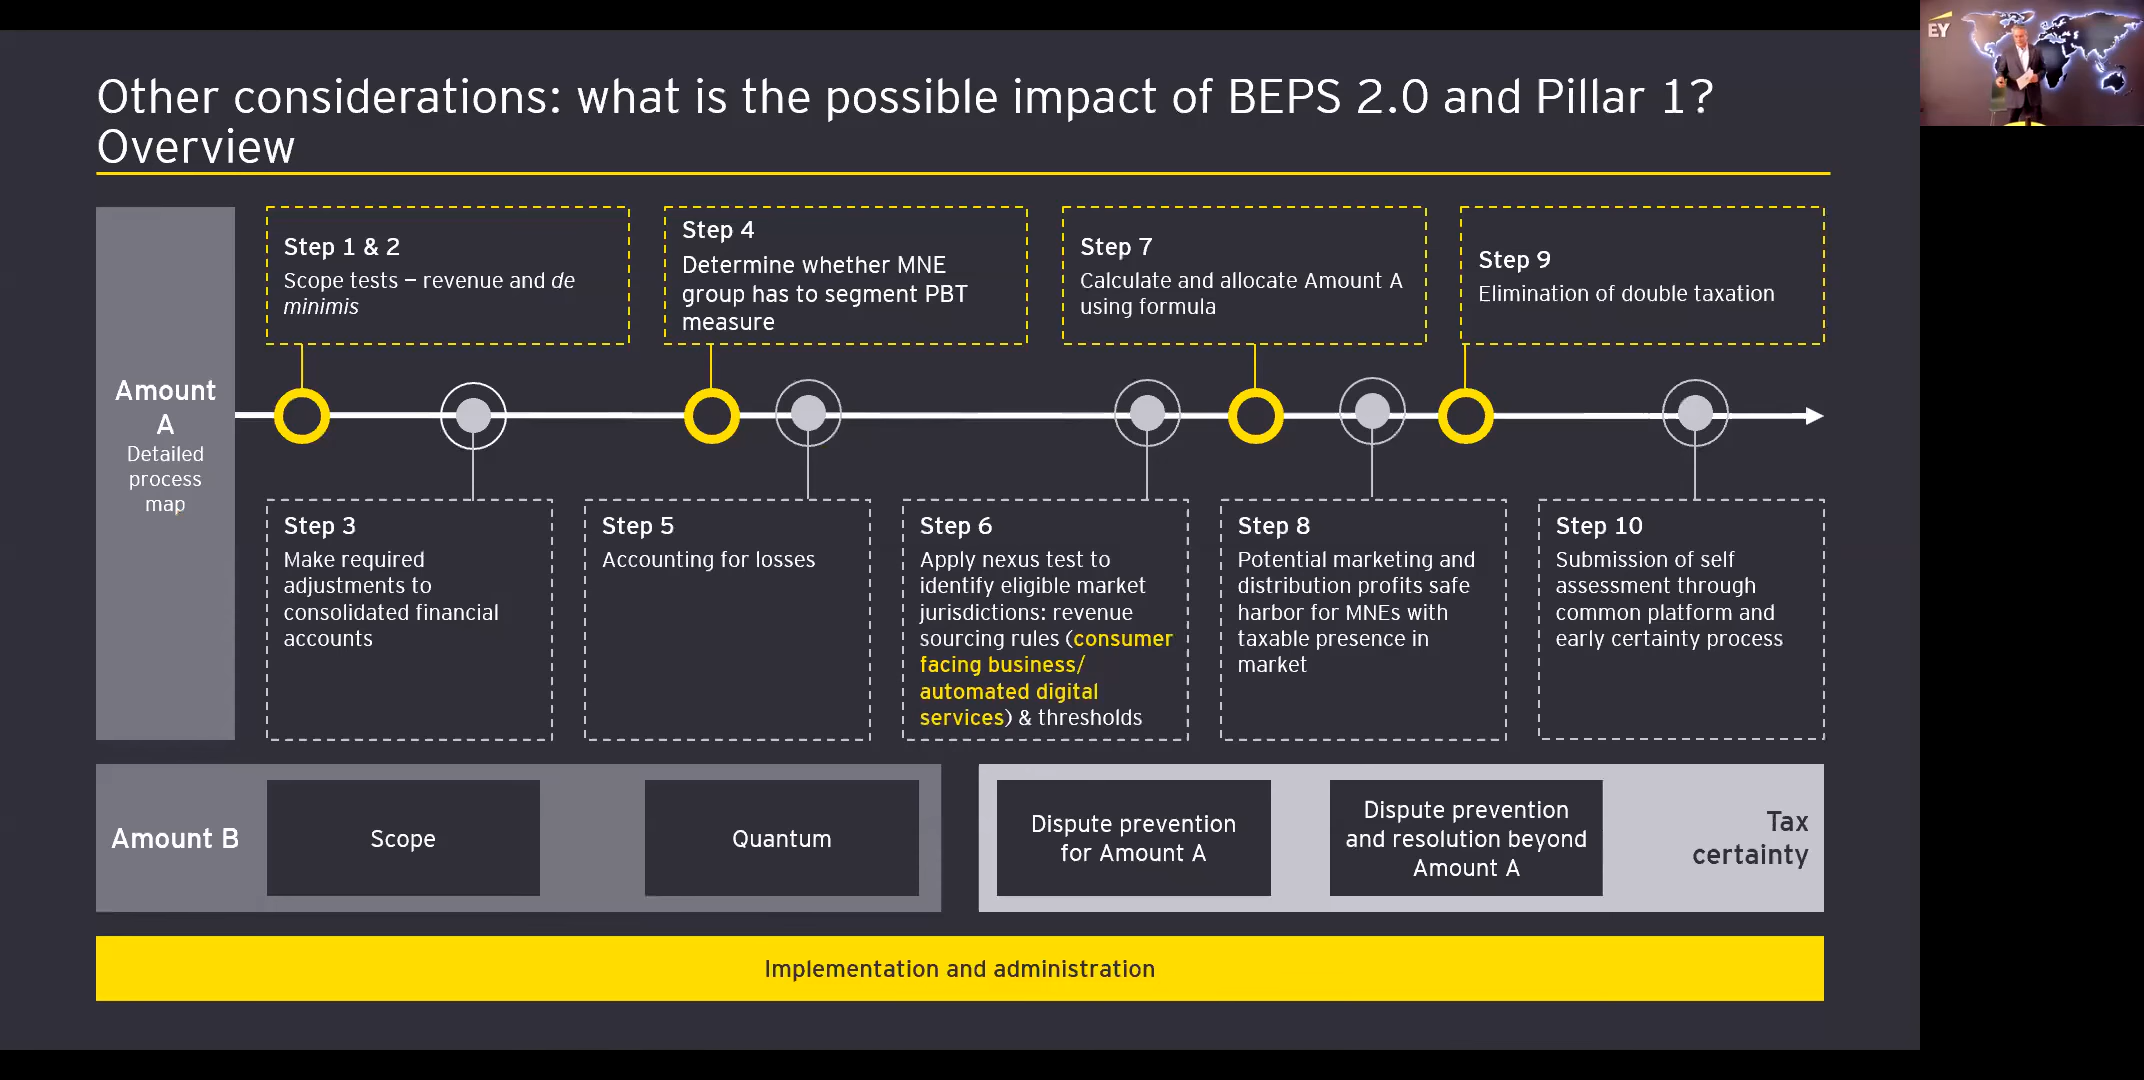 EY
Other considerations: what is the possible impact of BEPS 2.0 and Pillar 1?
Overview
Amount
A
Detailed
process
map
Step 1 & 2
Scope tests – revenue and de
minimis
Step 4
Determine whether MNE
group has to segment PBT
measure
Step 7
Calculate and allocate Amount A
using formula
Step 9
Elimination of double taxation
Step 3
Make required
adjustments to
consolidated financial
accounts
Step 5
Accounting for losses
Step 6
Apply nexus test to
identify eligible market
jurisdictions: revenue
sourcing rules (consumer
facing business/
automated digital
services) & thresholds
Step 8
Potential marketing and
distribution profits safe
harbor for MNEs with
taxable presence in
market
Step 10
Submission of self
assessment through
common platform and
early certainty process
Amount B
Scope
Quantum
Dispute prevention
for Amount A
Dispute prevention
and resolution beyond
Amount A
Tax
certainty
Implementation and administration